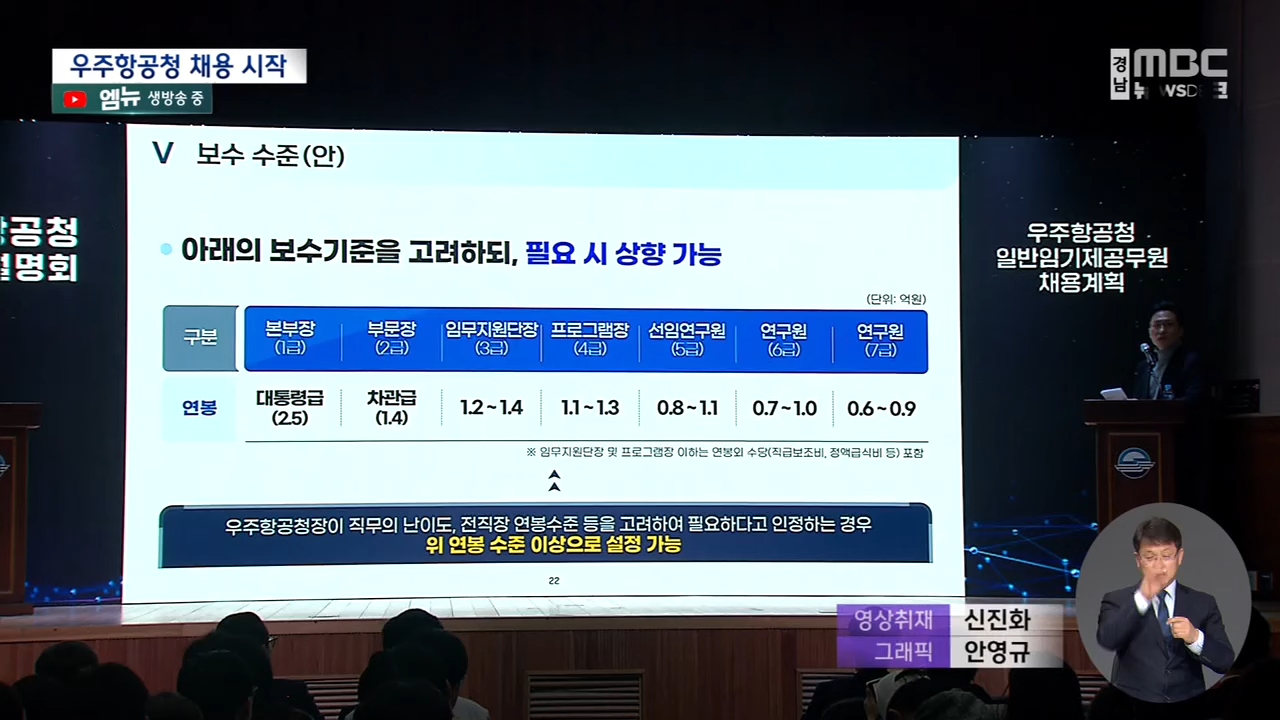 우주항공청 채용 시작
엠뉴 생방송 중
경남 MBC
뉴 WSDE크
V 보수 수준(안)
항공청
설명회
아래의 보수기준을 고려하되, 필요 시 상향 가능
우주항공청
일반임기제공무원
채용계획
(단위: 억원)
구분 본부장 부문장 임무지원단장 프로그램장 선임연구원 연구원 연구원
(1급) (2급) (3급) (4급) (5급) (6급) (7급)
연봉 대통령급 차관급 1.2~1.4 1.1~1.3 0.8~1.1 0.7~1.0 0.6~0.9
(2.5) (1.4)
※ 임무지원단장 및 프로그램장 이하는 연봉외 수당(직급보조비, 정액급식비 등) 포함
우주항공청장이 직무의 난이도, 전직장 연봉수준 등을 고려하여 필요하다고 인정하는 경우
위 연봉 수준 이상으로 설정 가능
22
영상취재 신진화
그래픽 안영규